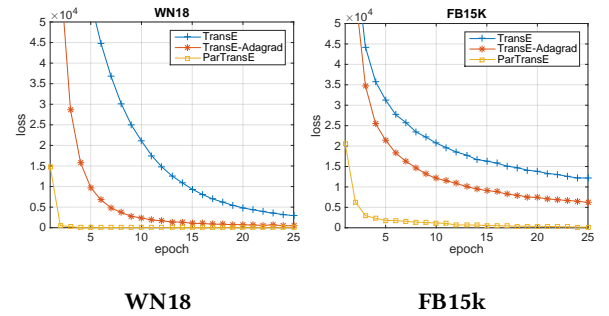 WN18
×10⁴
5
4.5
4
3.5
3
2.5
2
1.5
1
0.5
0
loss
5 10 15 20 25
epoch
TransE
TransE-Adagrad
ParTransE
FB15K
×10⁴
5
4.5
4
3.5
3
2.5
2
1.5
1
0.5
0
loss
5 10 15 20 25
epoch
TransE
TransE-Adagrad
ParTransE
WN18 FB15k